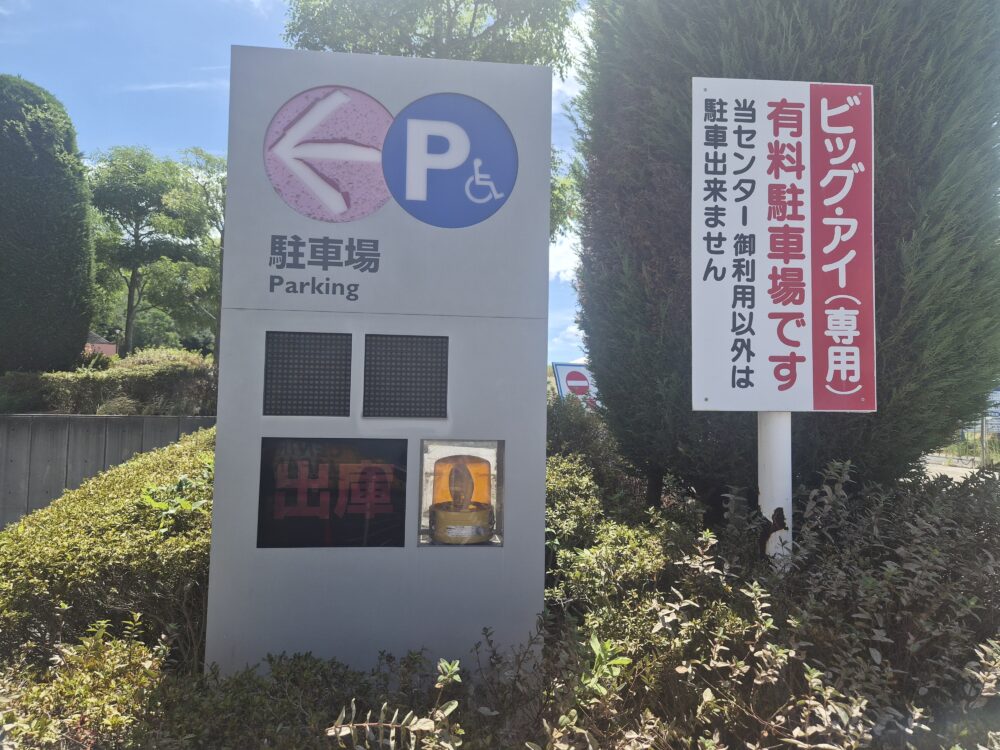 P
駐車場
Parking
出庫
ビッグ・アイ(専用)
有料駐車場です
当センター御利用以外は
駐車出来ません